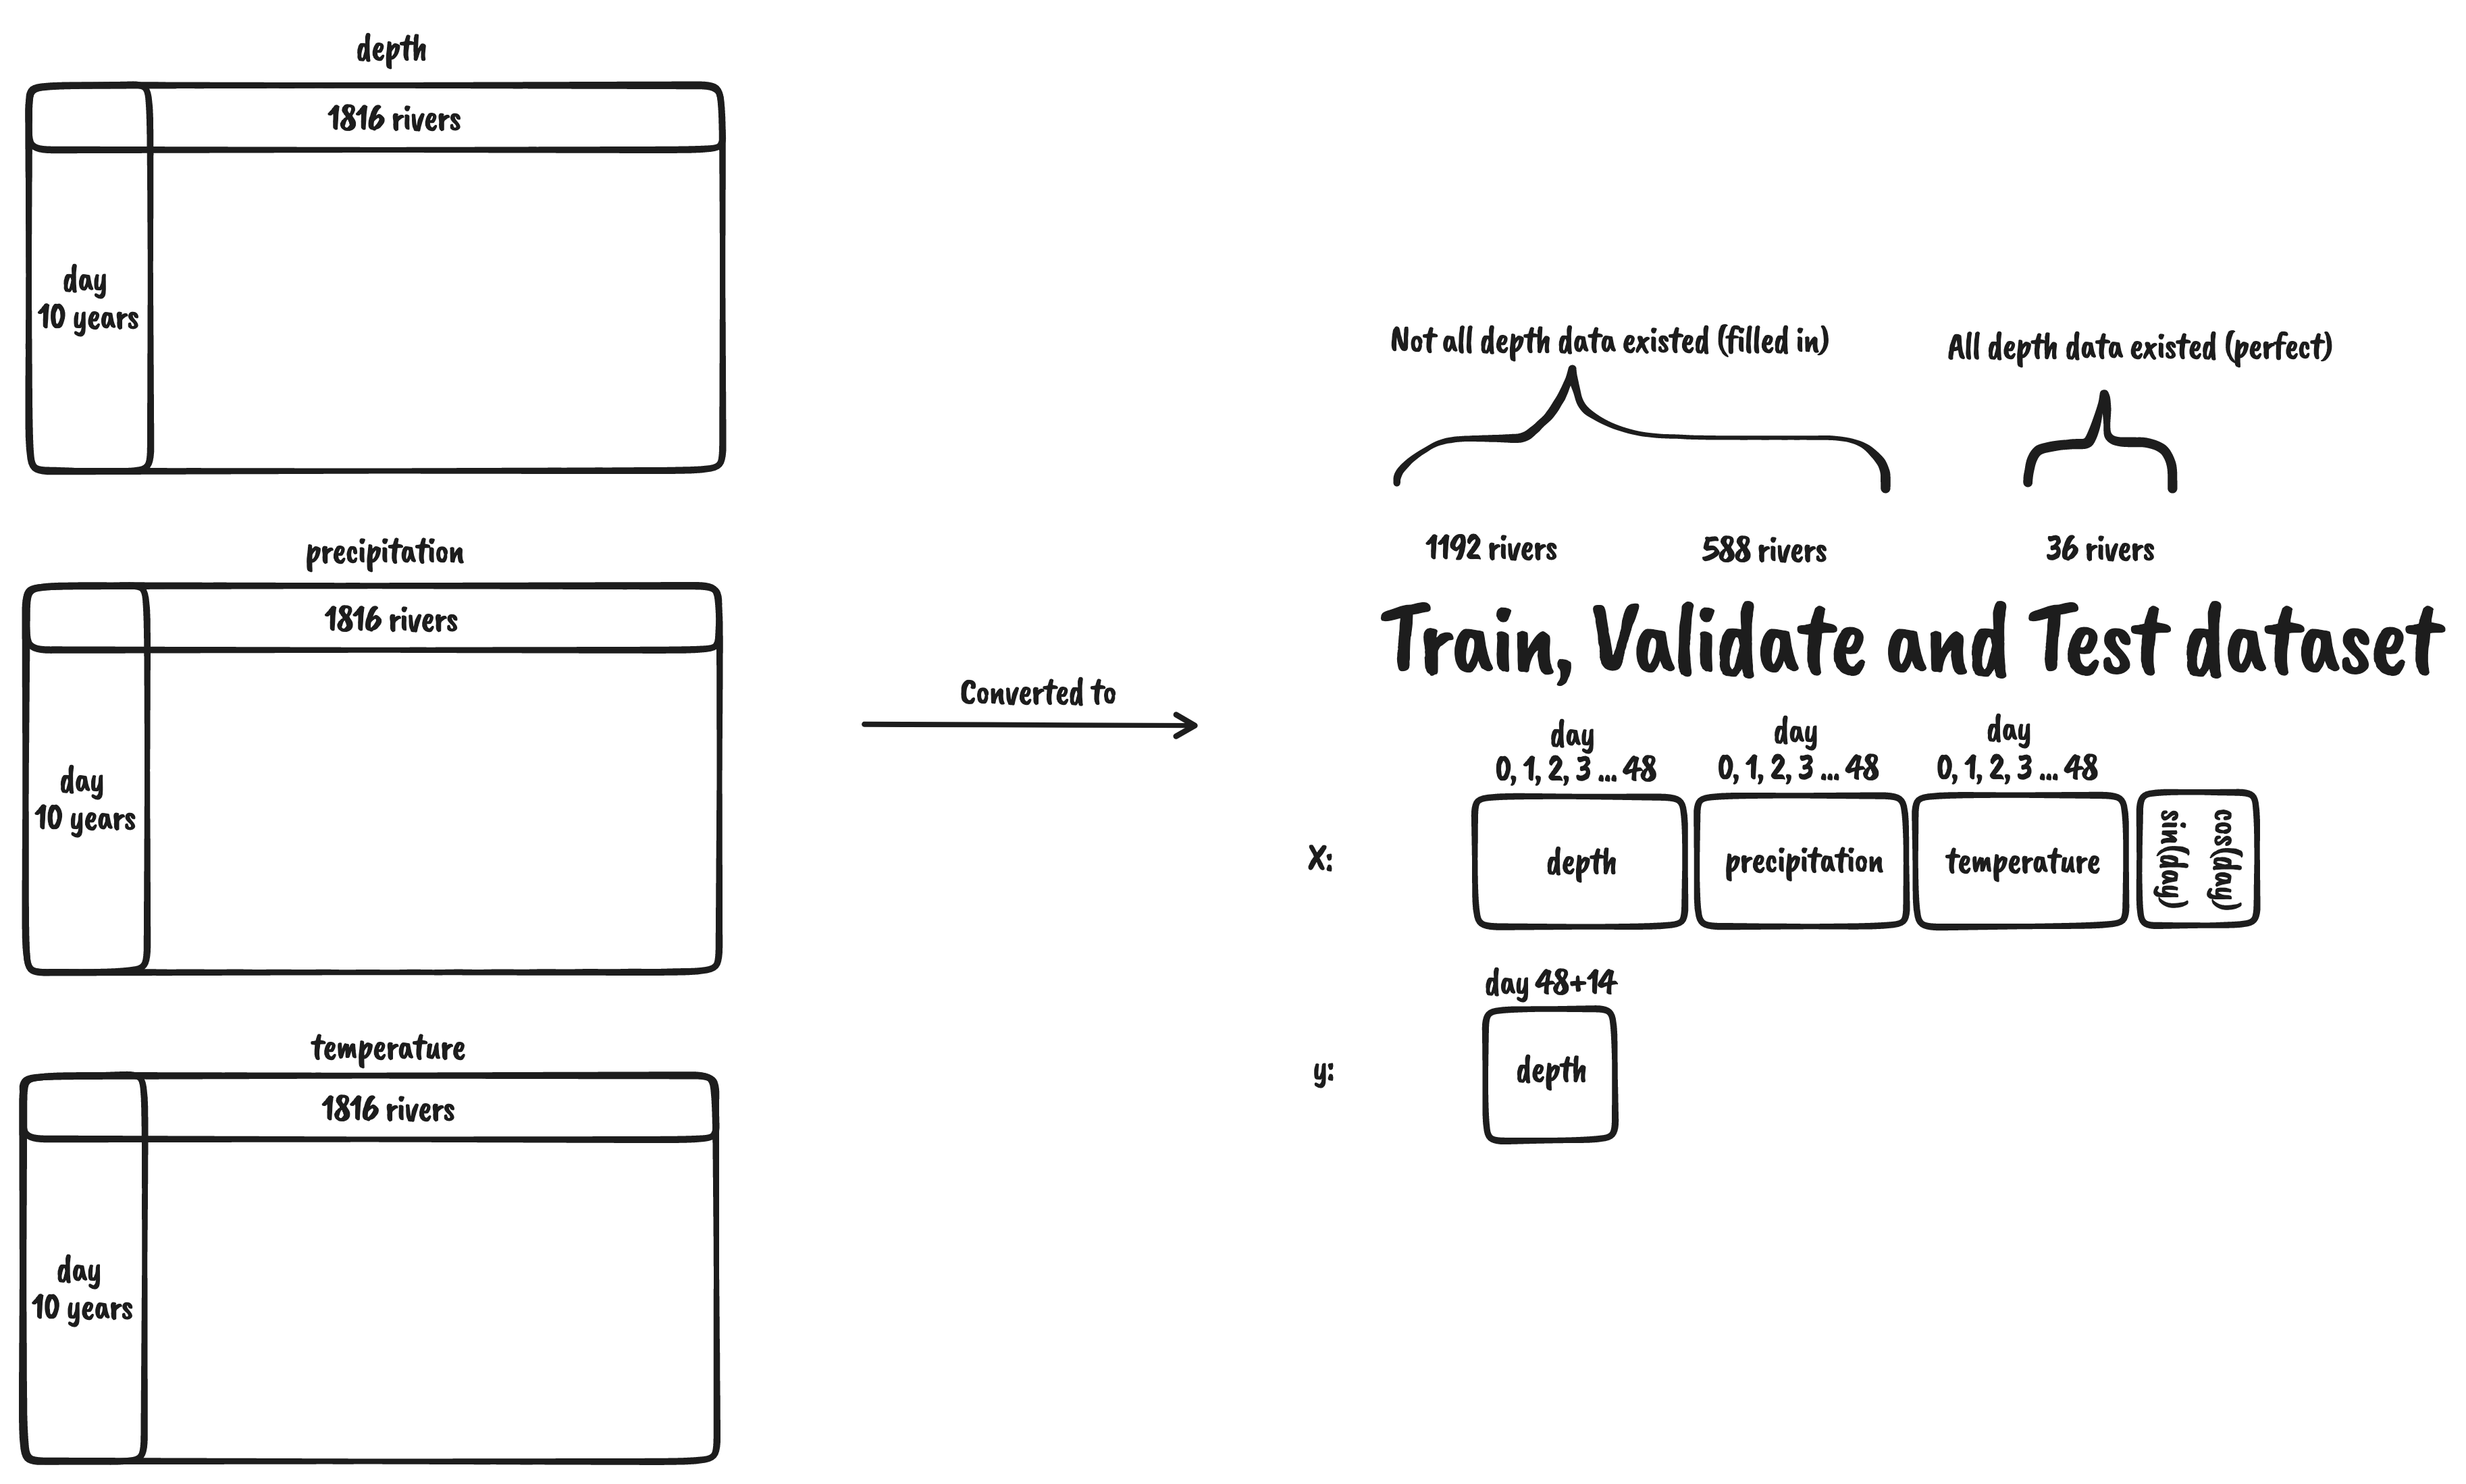 depth
1816 rivers
day
10 years
precipitation
1816 rivers
day
10 years
temperature
1816 rivers
day
10 years
Converted to
Not all depth data existed (filled in)
All depth data existed (perfect)
1192 rivers
588 rivers
36 rivers
Train, Validate and Test dataset
day
0, 1, 2, 3 ... 48
day
0, 1, 2, 3 ... 48
day
0, 1, 2, 3 ... 48
X:
depth
precipitation
temperature
sin(day)
cos(day)
day 48+14
y:
depth